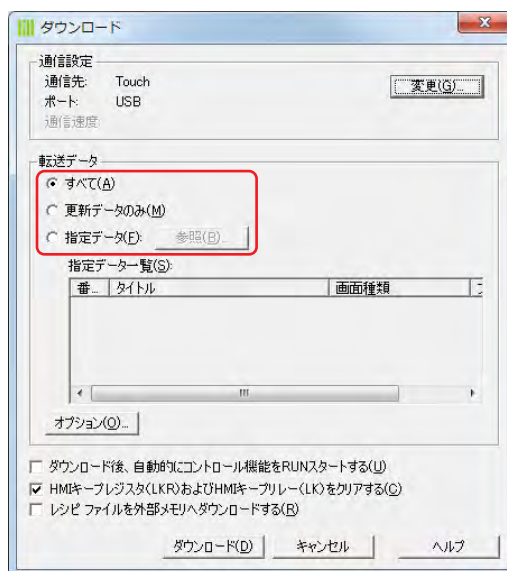 ダウンロード
通信設定
通信先: Touch
変更(G)...
ポート: USB
通信速度:
転送データ
すべて(A)
更新データのみ(M)
指定データ(F): 参照(B)...
指定データ一覧(S):
番... タイトル 画面種類
オプション(O)...
ダウンロード後、自動的にコントロール機能をRUNスタートする(U)
HMIキープレジスタ(LKR)およびHMIキープリレー(LK)をクリアする(C)
レシピ ファイルを外部メモリへダウンロードする(R)
ダウンロード(D) キャンセル ヘルプ